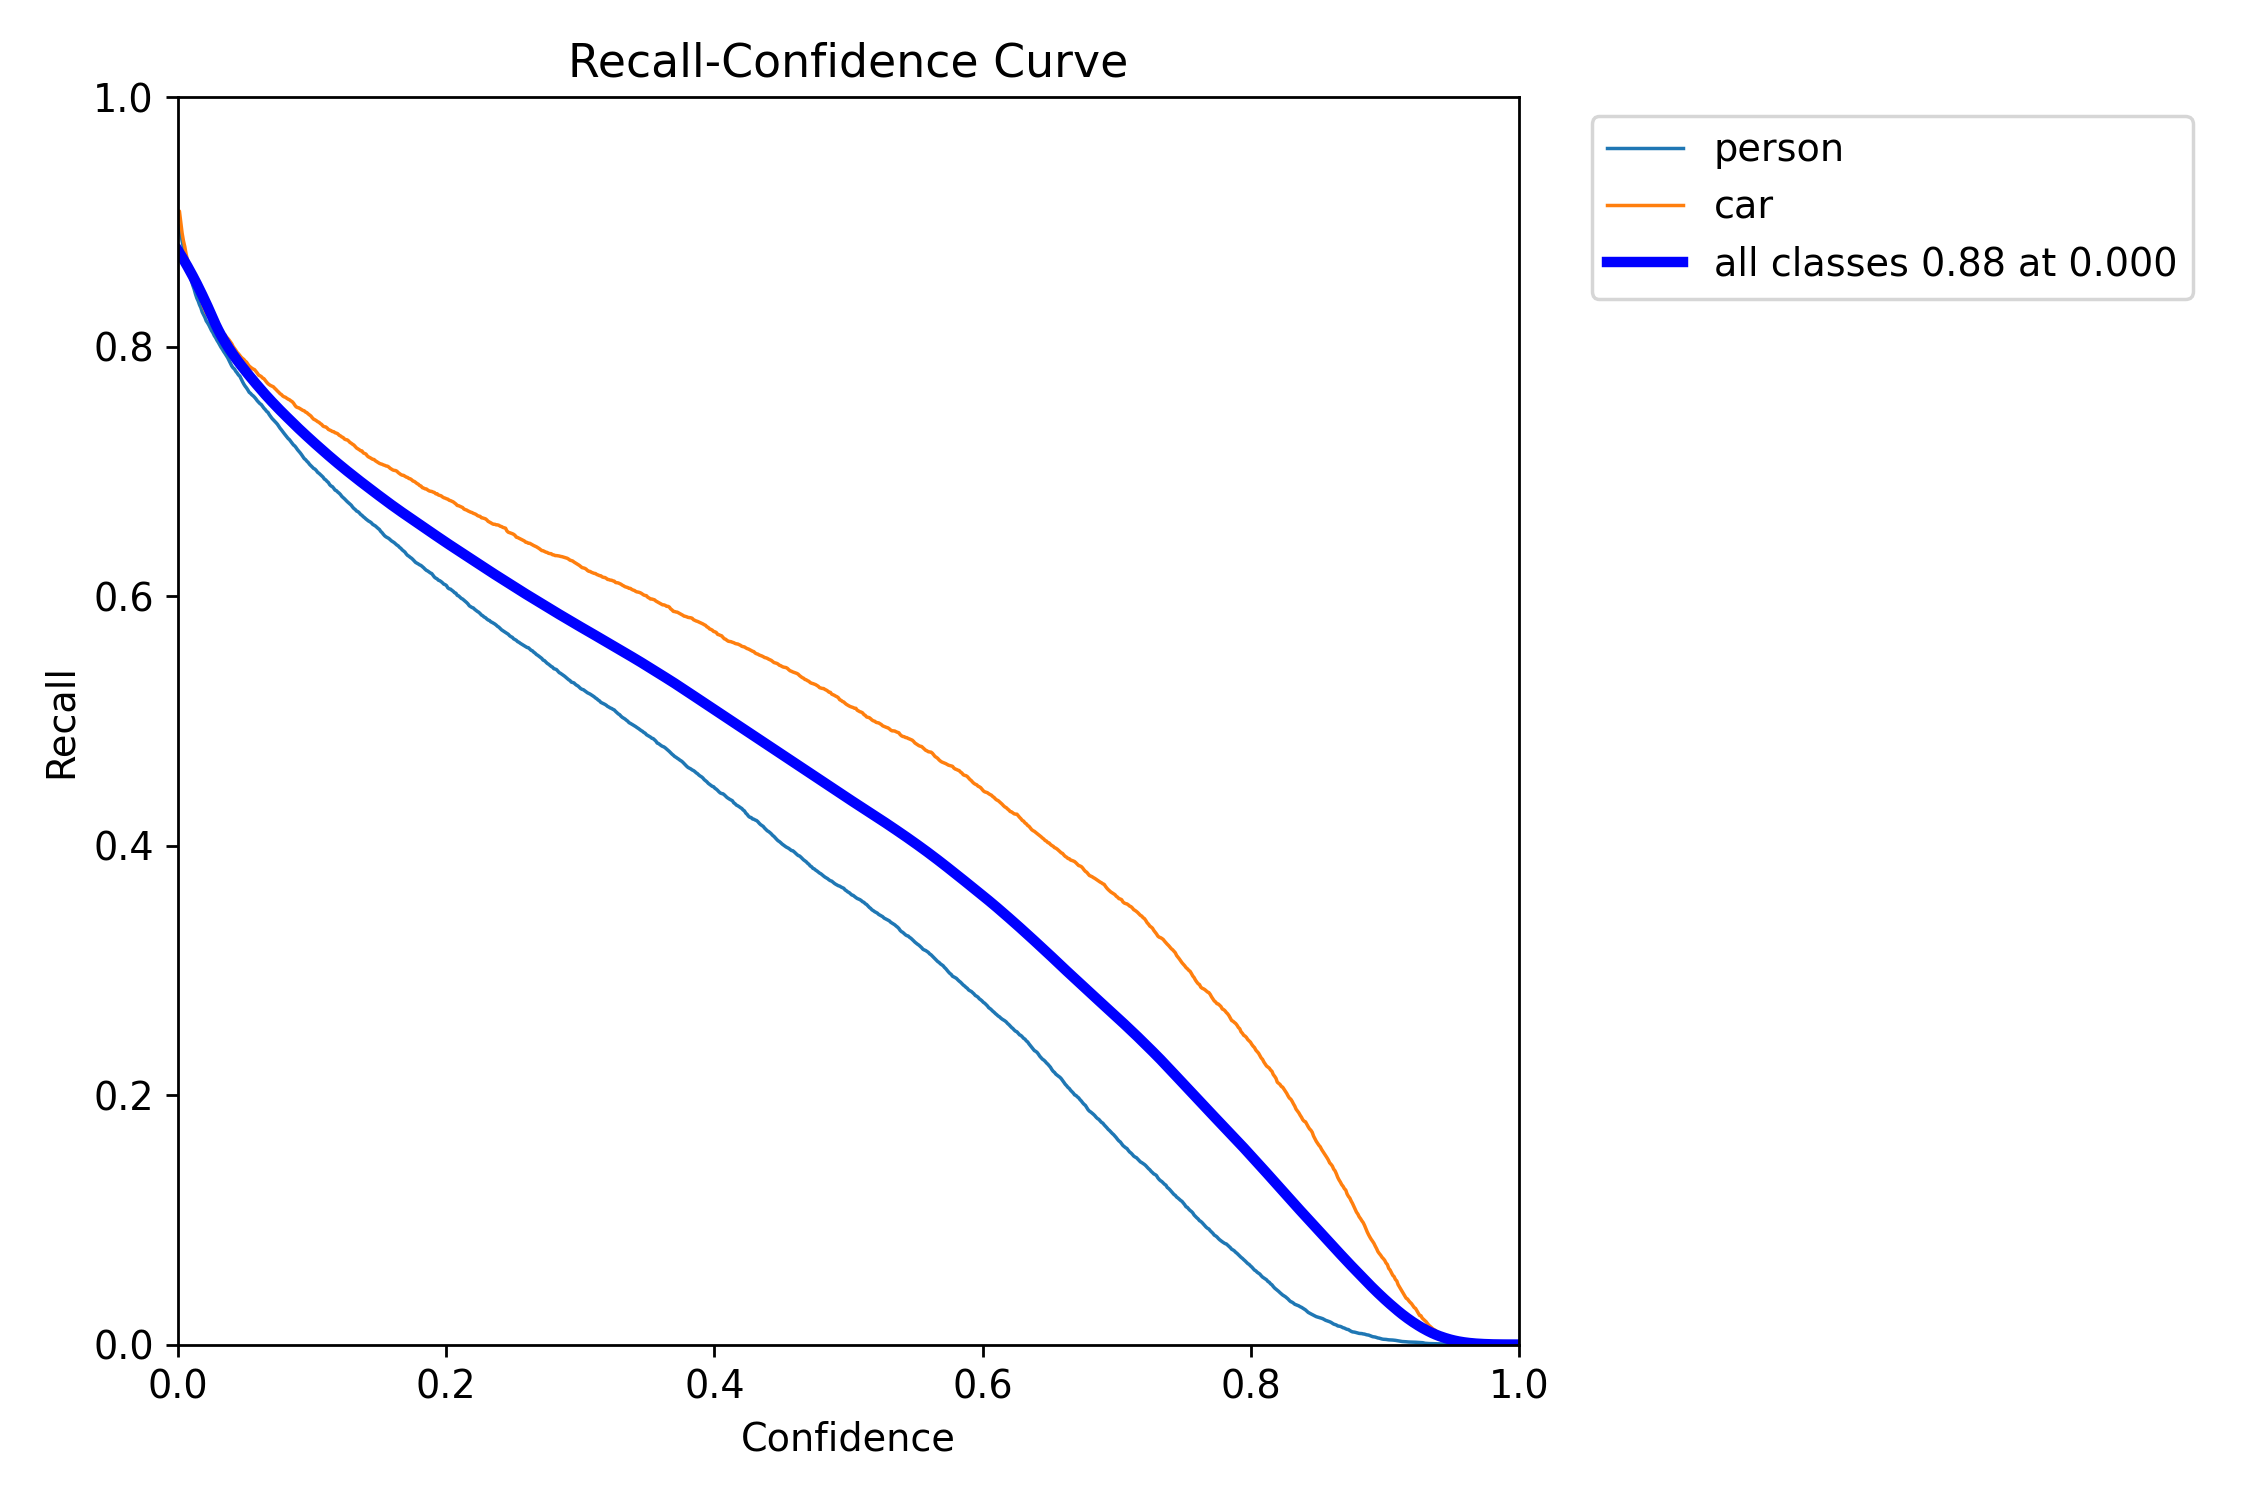 Recall-Confidence Curve
1.0
0.8
0.6
0.4
0.2
0.0
Recall
0.0 0.2 0.4 0.6 0.8 1.0
Confidence
person
car
all classes 0.88 at 0.000